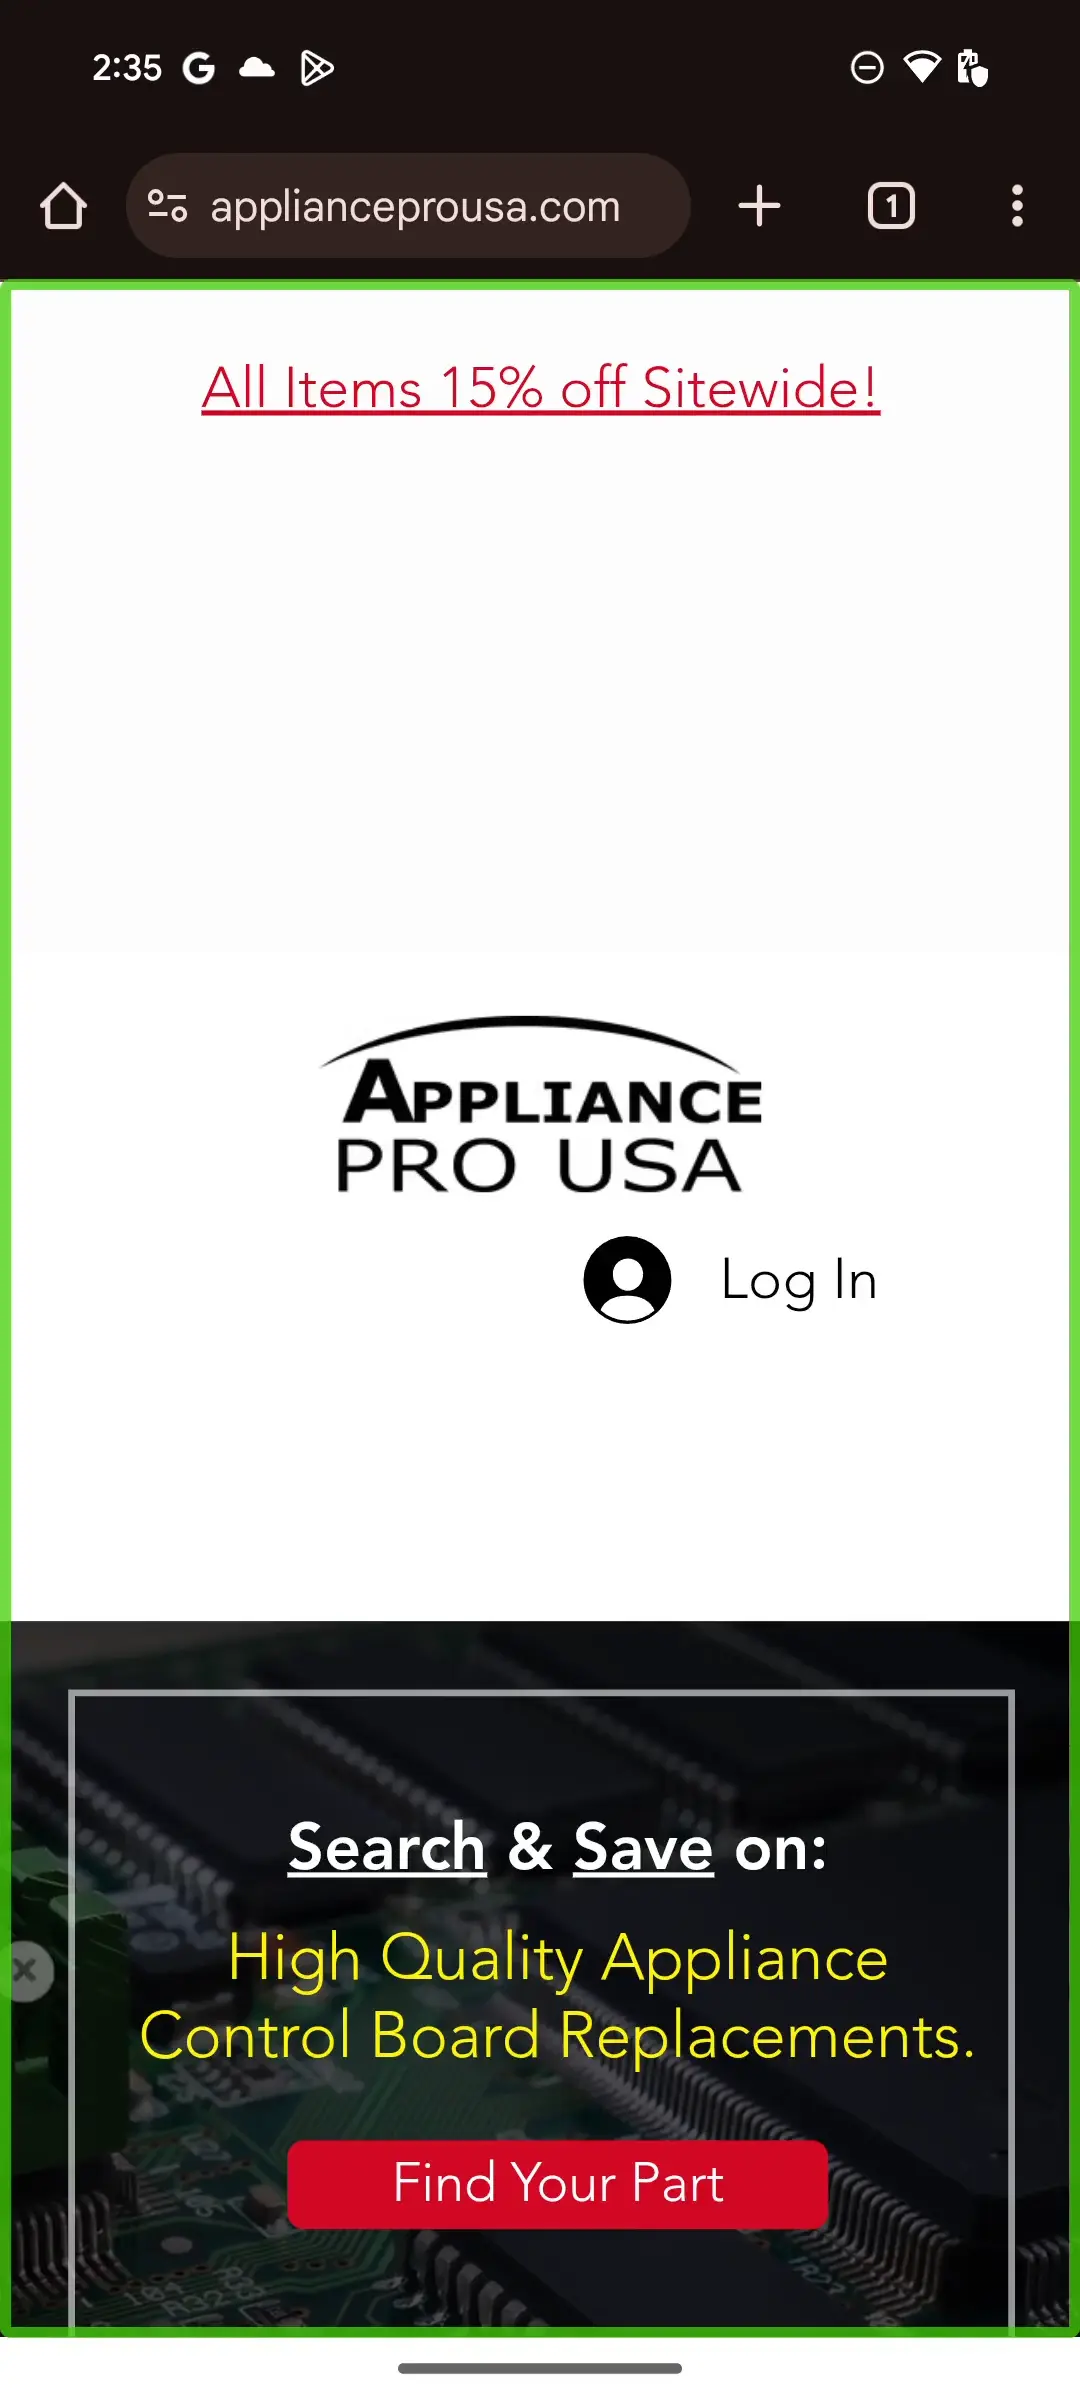 2:35
applianceprousa.com
1
All Items 15% off Sitewide!
APPLIANCE
PRO USA
Log In
Search & Save on:
High Quality Appliance
Control Board Replacements.
Find Your Part